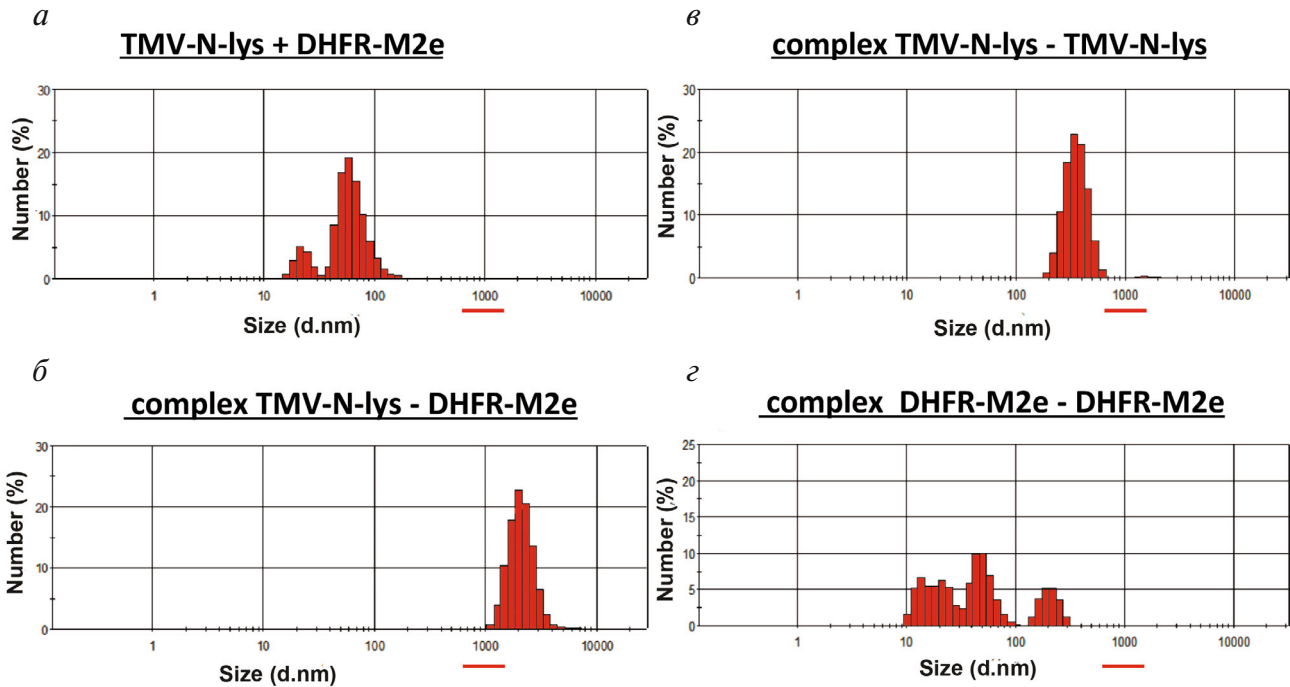 а
TMV-N-lys + DHFR-M2e
30
20
10
0
Number (%)
1
10
100
1000
10000
Size (d.nm)
б
complex TMV-N-lys - DHFR-M2e
30
20
10
0
Number (%)
1
10
100
1000
10000
Size (d.nm)
в
complex TMV-N-lys - TMV-N-lys
30
20
10
0
Number (%)
1
10
100
1000
10000
Size (d.nm)
г
complex DHFR-M2e - DHFR-M2e
25
20
15
10
5
0
Number (%)
1
10
100
1000
10000
Size (d.nm)